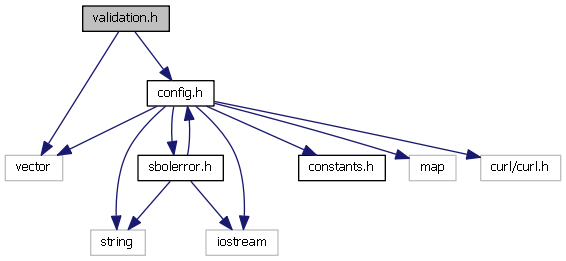 validation.h
config.h
vector
sbolerror.h
constants.h
map
curl/curl.h
string
iostream